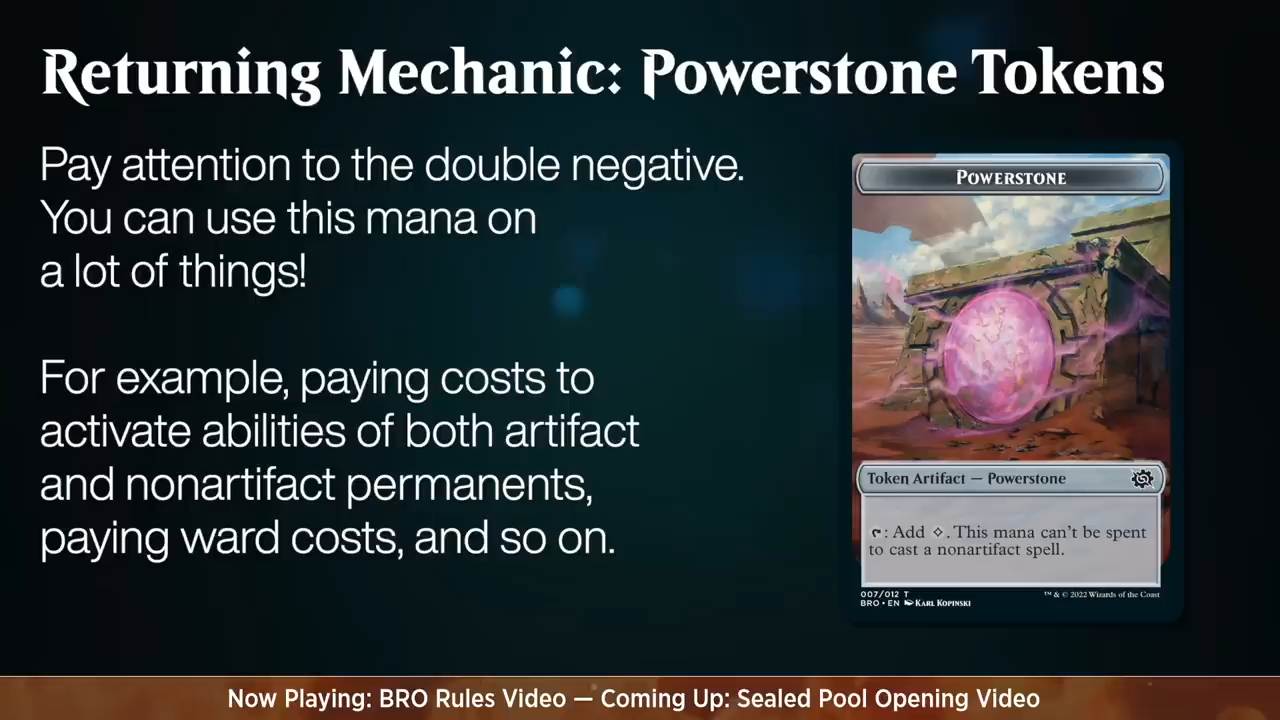 Returning Mechanic: Powerstone Tokens
Pay attention to the double negative.
You can use this mana on
a lot of things!
For example, paying costs to
activate abilities of both artifact
and nonartifact permanents,
paying ward costs, and so on.
Powerstone
Token Artifact — Powerstone
: Add . This mana can't be spent
to cast a nonartifact spell.
007/012 T
BRO • EN Karl Kopinski
™ & © 2022 Wizards of the Coast
Now Playing: BRO Rules Video — Coming Up: Sealed Pool Opening Video